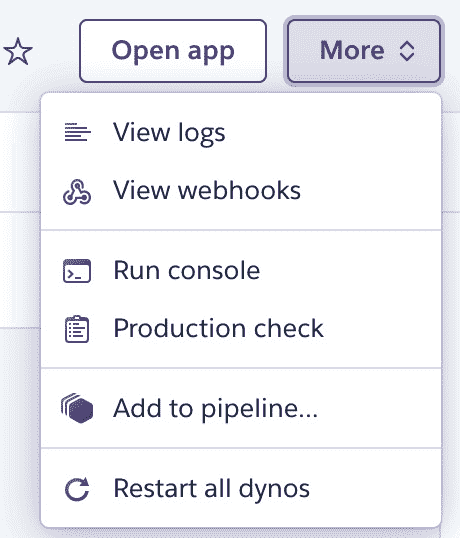 Open app
More
View logs
View webhooks
Run console
Production check
Add to pipeline...
Restart all dynos